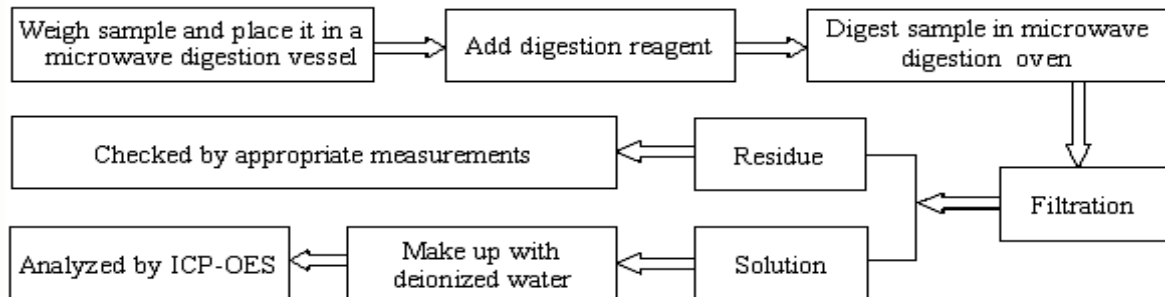 Weigh sample and place it in a
microwave digestion vessel
Add digestion reagent
Digest sample in microwave
digestion oven
Filtration
Residue
Checked by appropriate measurements
Solution
Make up with
deionized water
Analyzed by ICP-OES